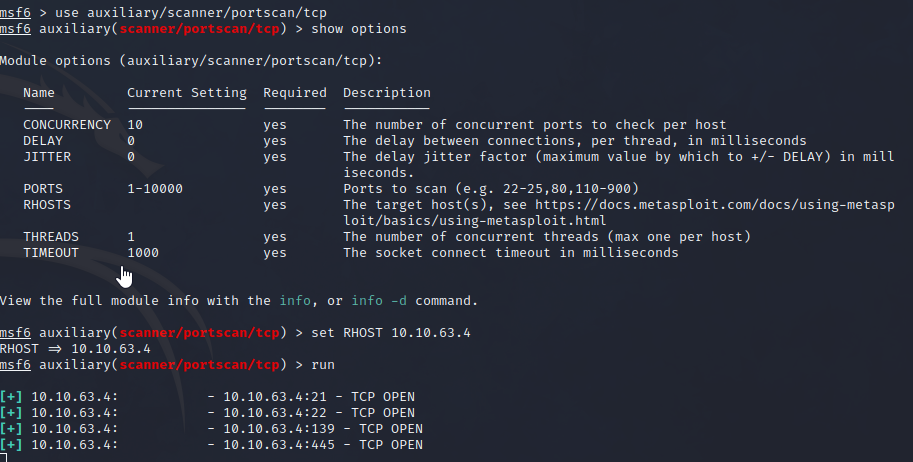 msf6 > use auxiliary/scanner/portscan/tcp
msf6 auxiliary(scanner/portscan/tcp) > show options
Module options (auxiliary/scanner/portscan/tcp):
Name Current Setting Required Description
CONCURRENCY 10 yes The number of concurrent ports to check per host
DELAY 0 yes The delay between connections, per thread, in milliseconds
JITTER 0 yes The delay jitter factor (maximum value by which to +/- DELAY) in mill
iseconds.
PORTS 1-10000 yes Ports to scan (e.g. 22-25,80,110-900)
RHOSTS yes The target host(s), see https://docs.metasploit.com/docs/using-metasp
loit/basics/using-metasploit.html
THREADS 1 yes The number of concurrent threads (max one per host)
TIMEOUT 1000 yes The socket connect timeout in milliseconds
View the full module info with the info, or info -d command.
msf6 auxiliary(scanner/portscan/tcp) > set RHOST 10.10.63.4
RHOST => 10.10.63.4
msf6 auxiliary(scanner/portscan/tcp) > run
[+] 10.10.63.4: - 10.10.63.4:21 - TCP OPEN
[+] 10.10.63.4: - 10.10.63.4:22 - TCP OPEN
[+] 10.10.63.4: - 10.10.63.4:139 - TCP OPEN
[+] 10.10.63.4: - 10.10.63.4:445 - TCP OPEN